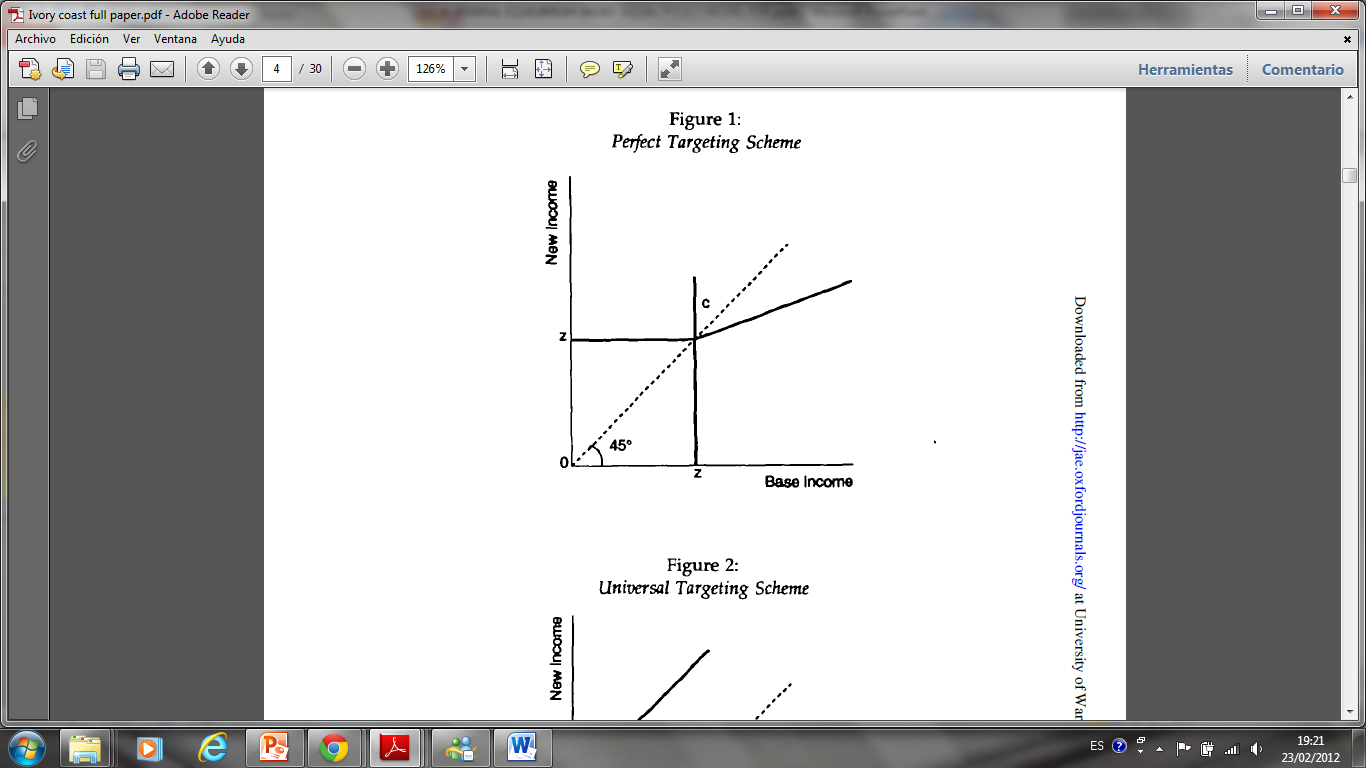 Ivory coast full paper.pdf - Adobe Reader
Archivo Edición Ver Ventana Ayuda
4 / 30 126% Herramientas Comentario
Figure 1:
Perfect Targeting Scheme
New Income
c
z
45°
0
z
Base Income
Figure 2:
Universal Targeting Scheme
New Income
Downloaded from http://jae.oxfordjournals.org/ at University of War
ES
19:21
23/02/2012